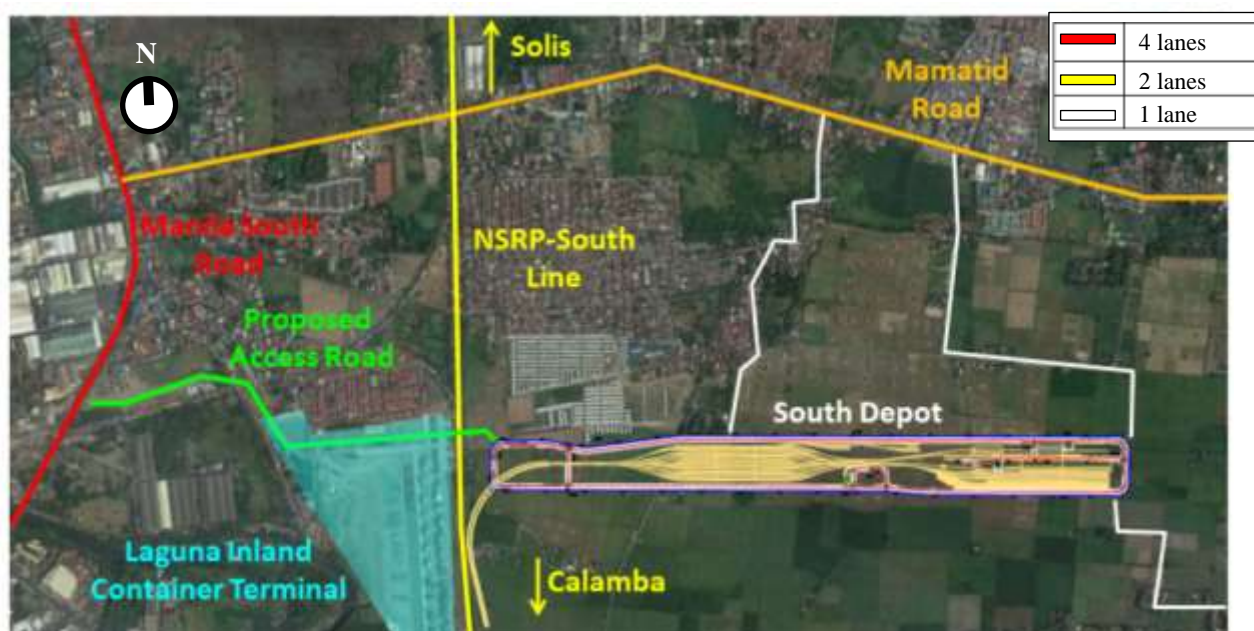 N
Solis
4 lanes
2 lanes
1 lane
Mamatid
Road
Manila South
Road
NSRP-South
Line
Proposed
Access Road
South Depot
Laguna Inland
Container Terminal
Calamba